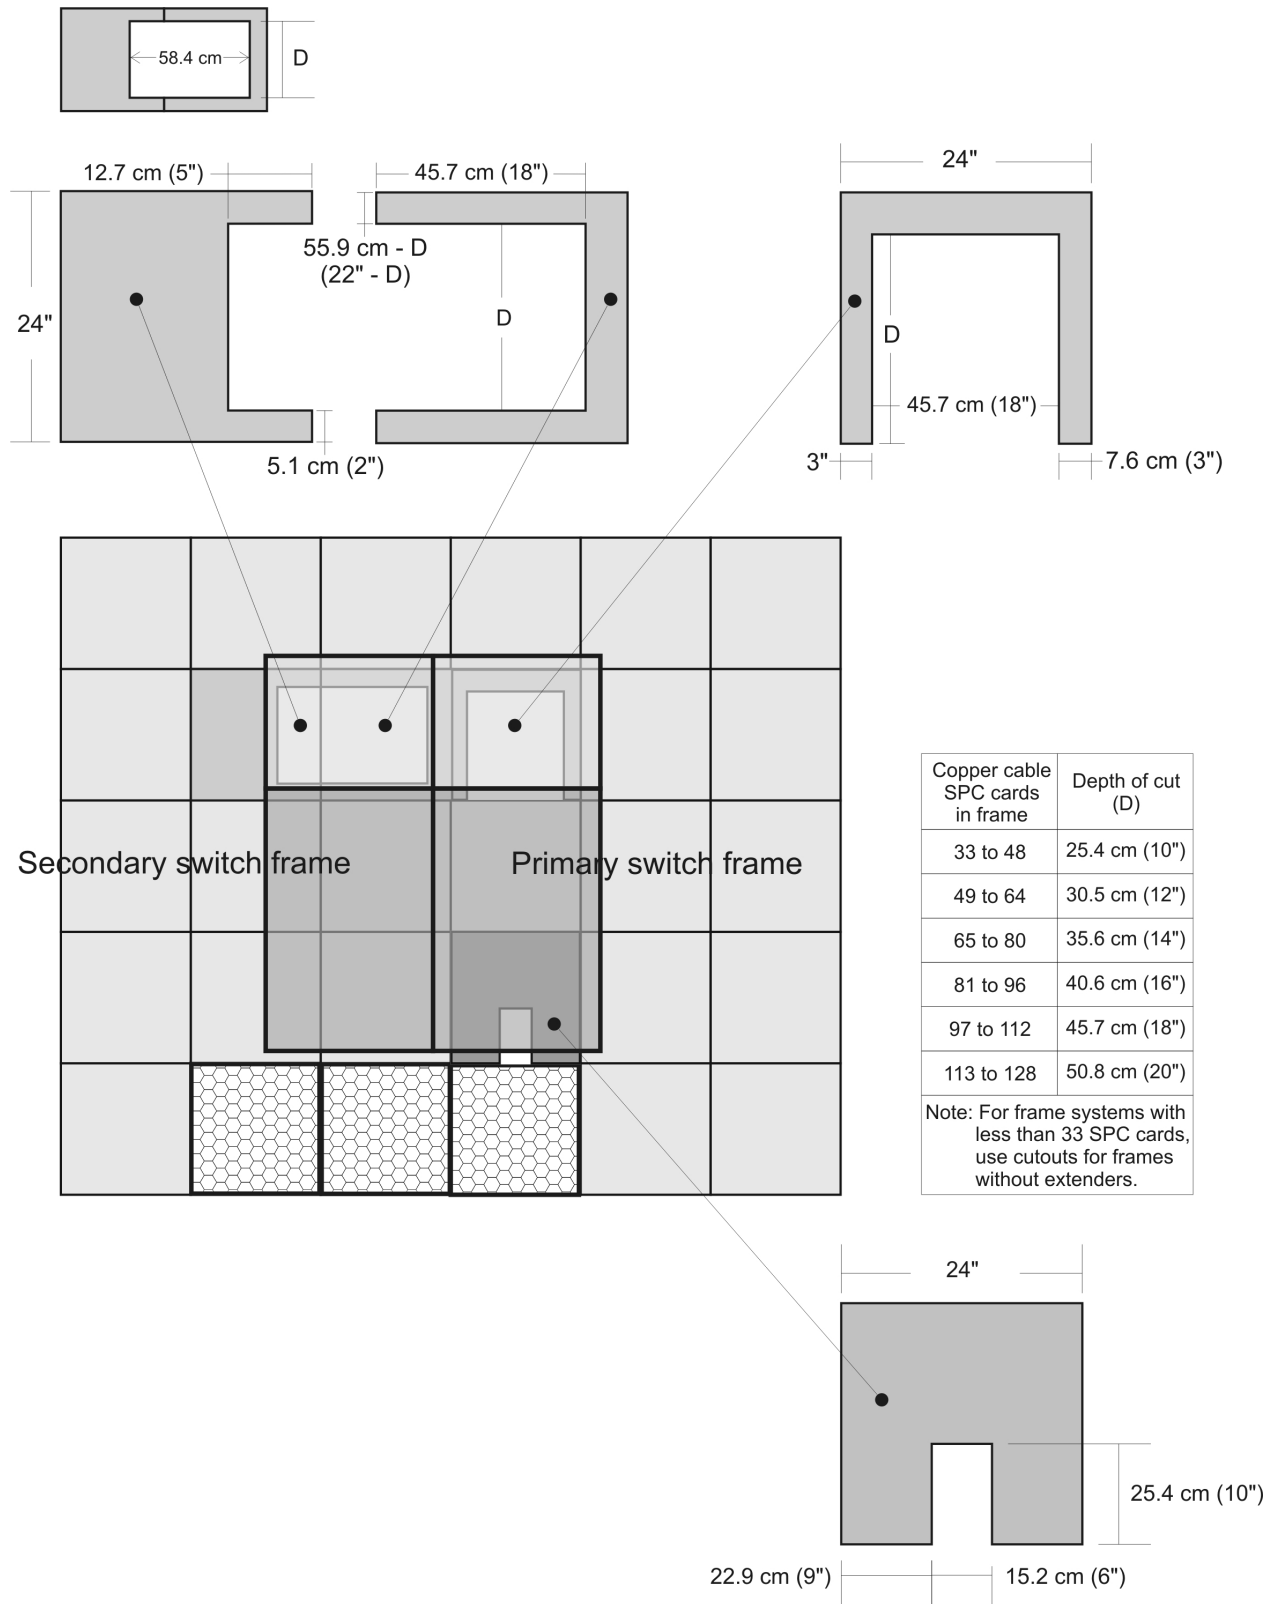 58.4 cm
D
12.7 cm (5")
45.7 cm (18")
24"
55.9 cm - D
(22" - D)
24"
D
D
45.7 cm (18")
5.1 cm (2")
3"
7.6 cm (3")
Secondary switch frame
Primary switch frame
Copper cable
SPC cards
in frame
Depth of cut
(D)
33 to 48
25.4 cm (10")
49 to 64
30.5 cm (12")
65 to 80
35.6 cm (14")
81 to 96
40.6 cm (16")
97 to 112
45.7 cm (18")
113 to 128
50.8 cm (20")
Note: For frame systems with
less than 33 SPC cards,
use cutouts for frames
without extenders.
24"
25.4 cm (10")
22.9 cm (9")
15.2 cm (6")